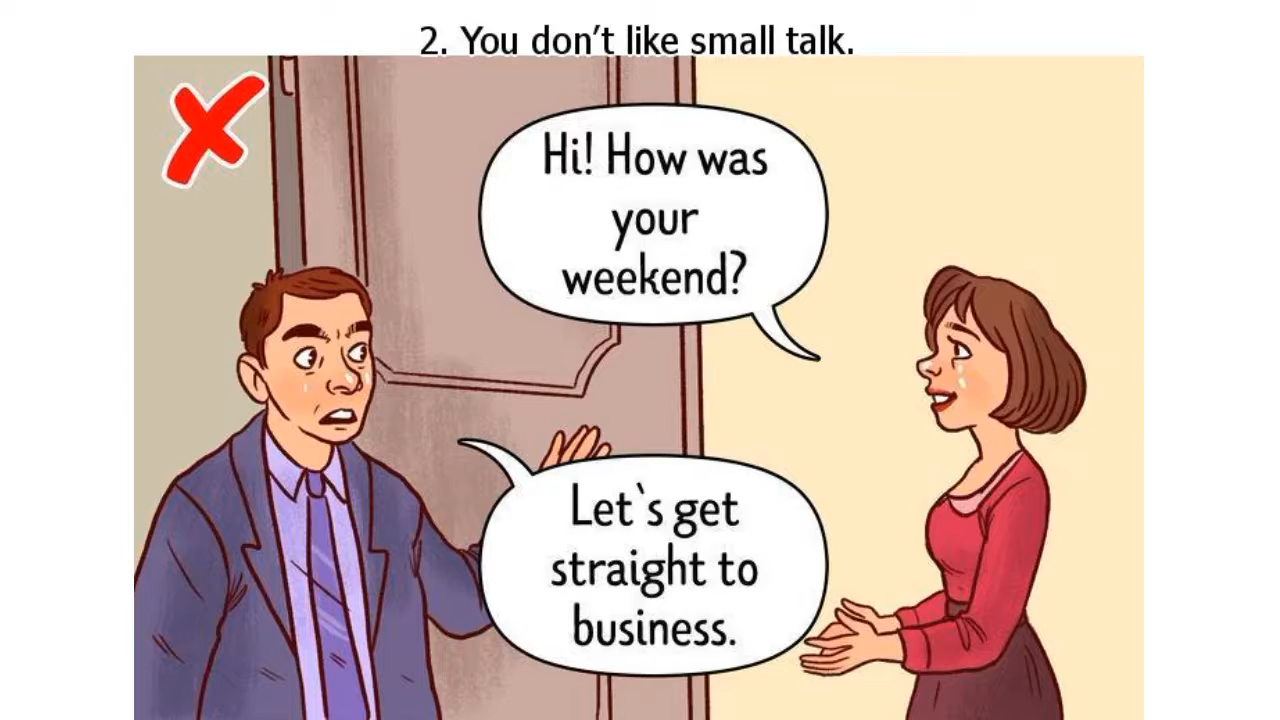 2. You don't like small talk.
Hi! How was
your
weekend?
Let`s get
straight to
business.